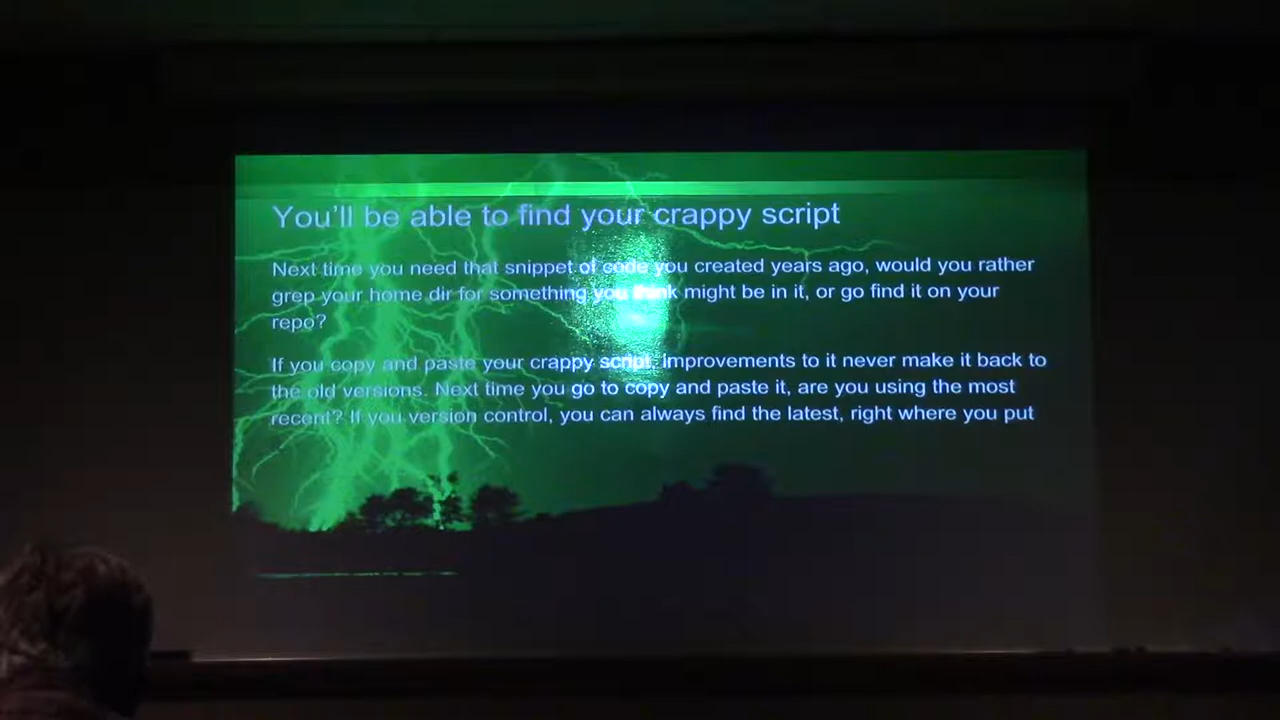 You'll be able to find your crappy script
Next time you need that snippet of code you created years ago, would you rather
grep your home dir for something you think might be in it, or go find it on your
repo?
If you copy and paste your crappy script, improvements to it never make it back to
the old versions. Next time you go to copy and paste it, are you using the most
recent? If you version control, you can always find the latest, right where you put